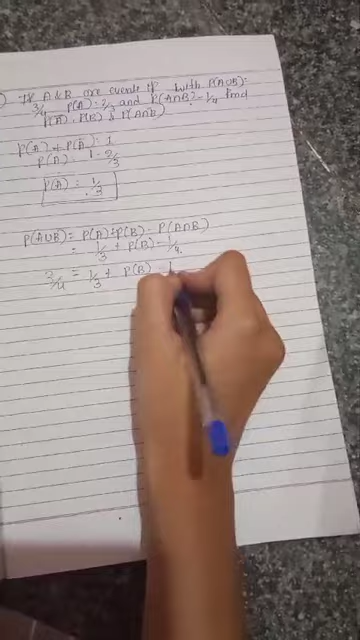 ) If A & B are events with P(A∪B)=
3/4 P(Ā) = 2/3 and P(A∩B) = 1/4 Find
P(A) . P(B) & P(A∩B̄)
P(A) + P(Ā) = 1
P(A) = 1 - 2/3
P(A) = 1/3
P(A∪B) = P(A) + P(B) - P(A∩B)
= 1/3 + P(B) - 1/4
3/4 = 1/3 + P(B) - 1